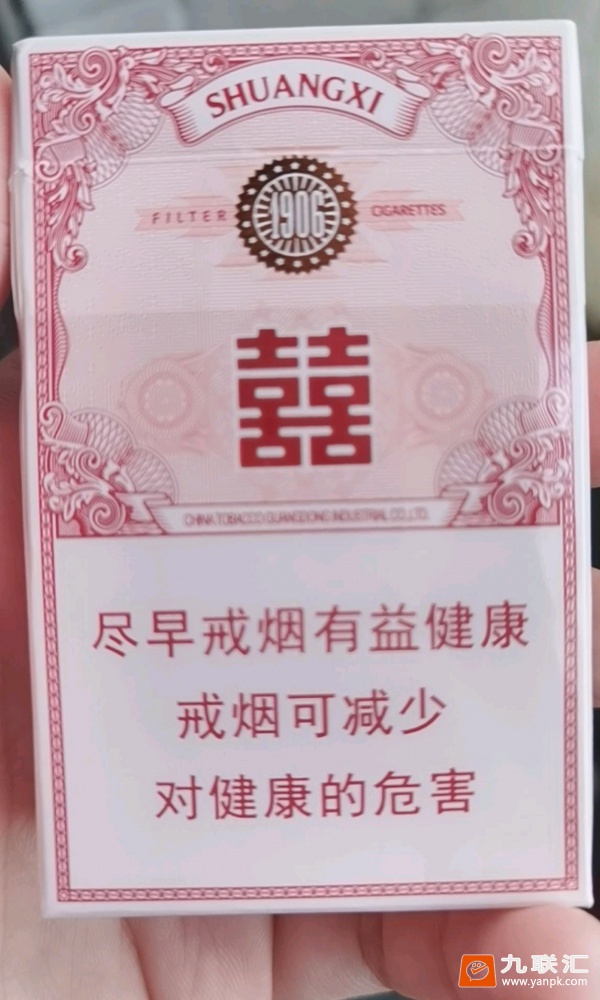 SHUANGXI
FILTER 1906 CIGARETTES
囍
CHINA TOBACCO GUANGDONG INDUSTRIAL CO.,LTD.
尽早戒烟有益健康
戒烟可减少
对健康的危害
九联汇
www.yanpk.com